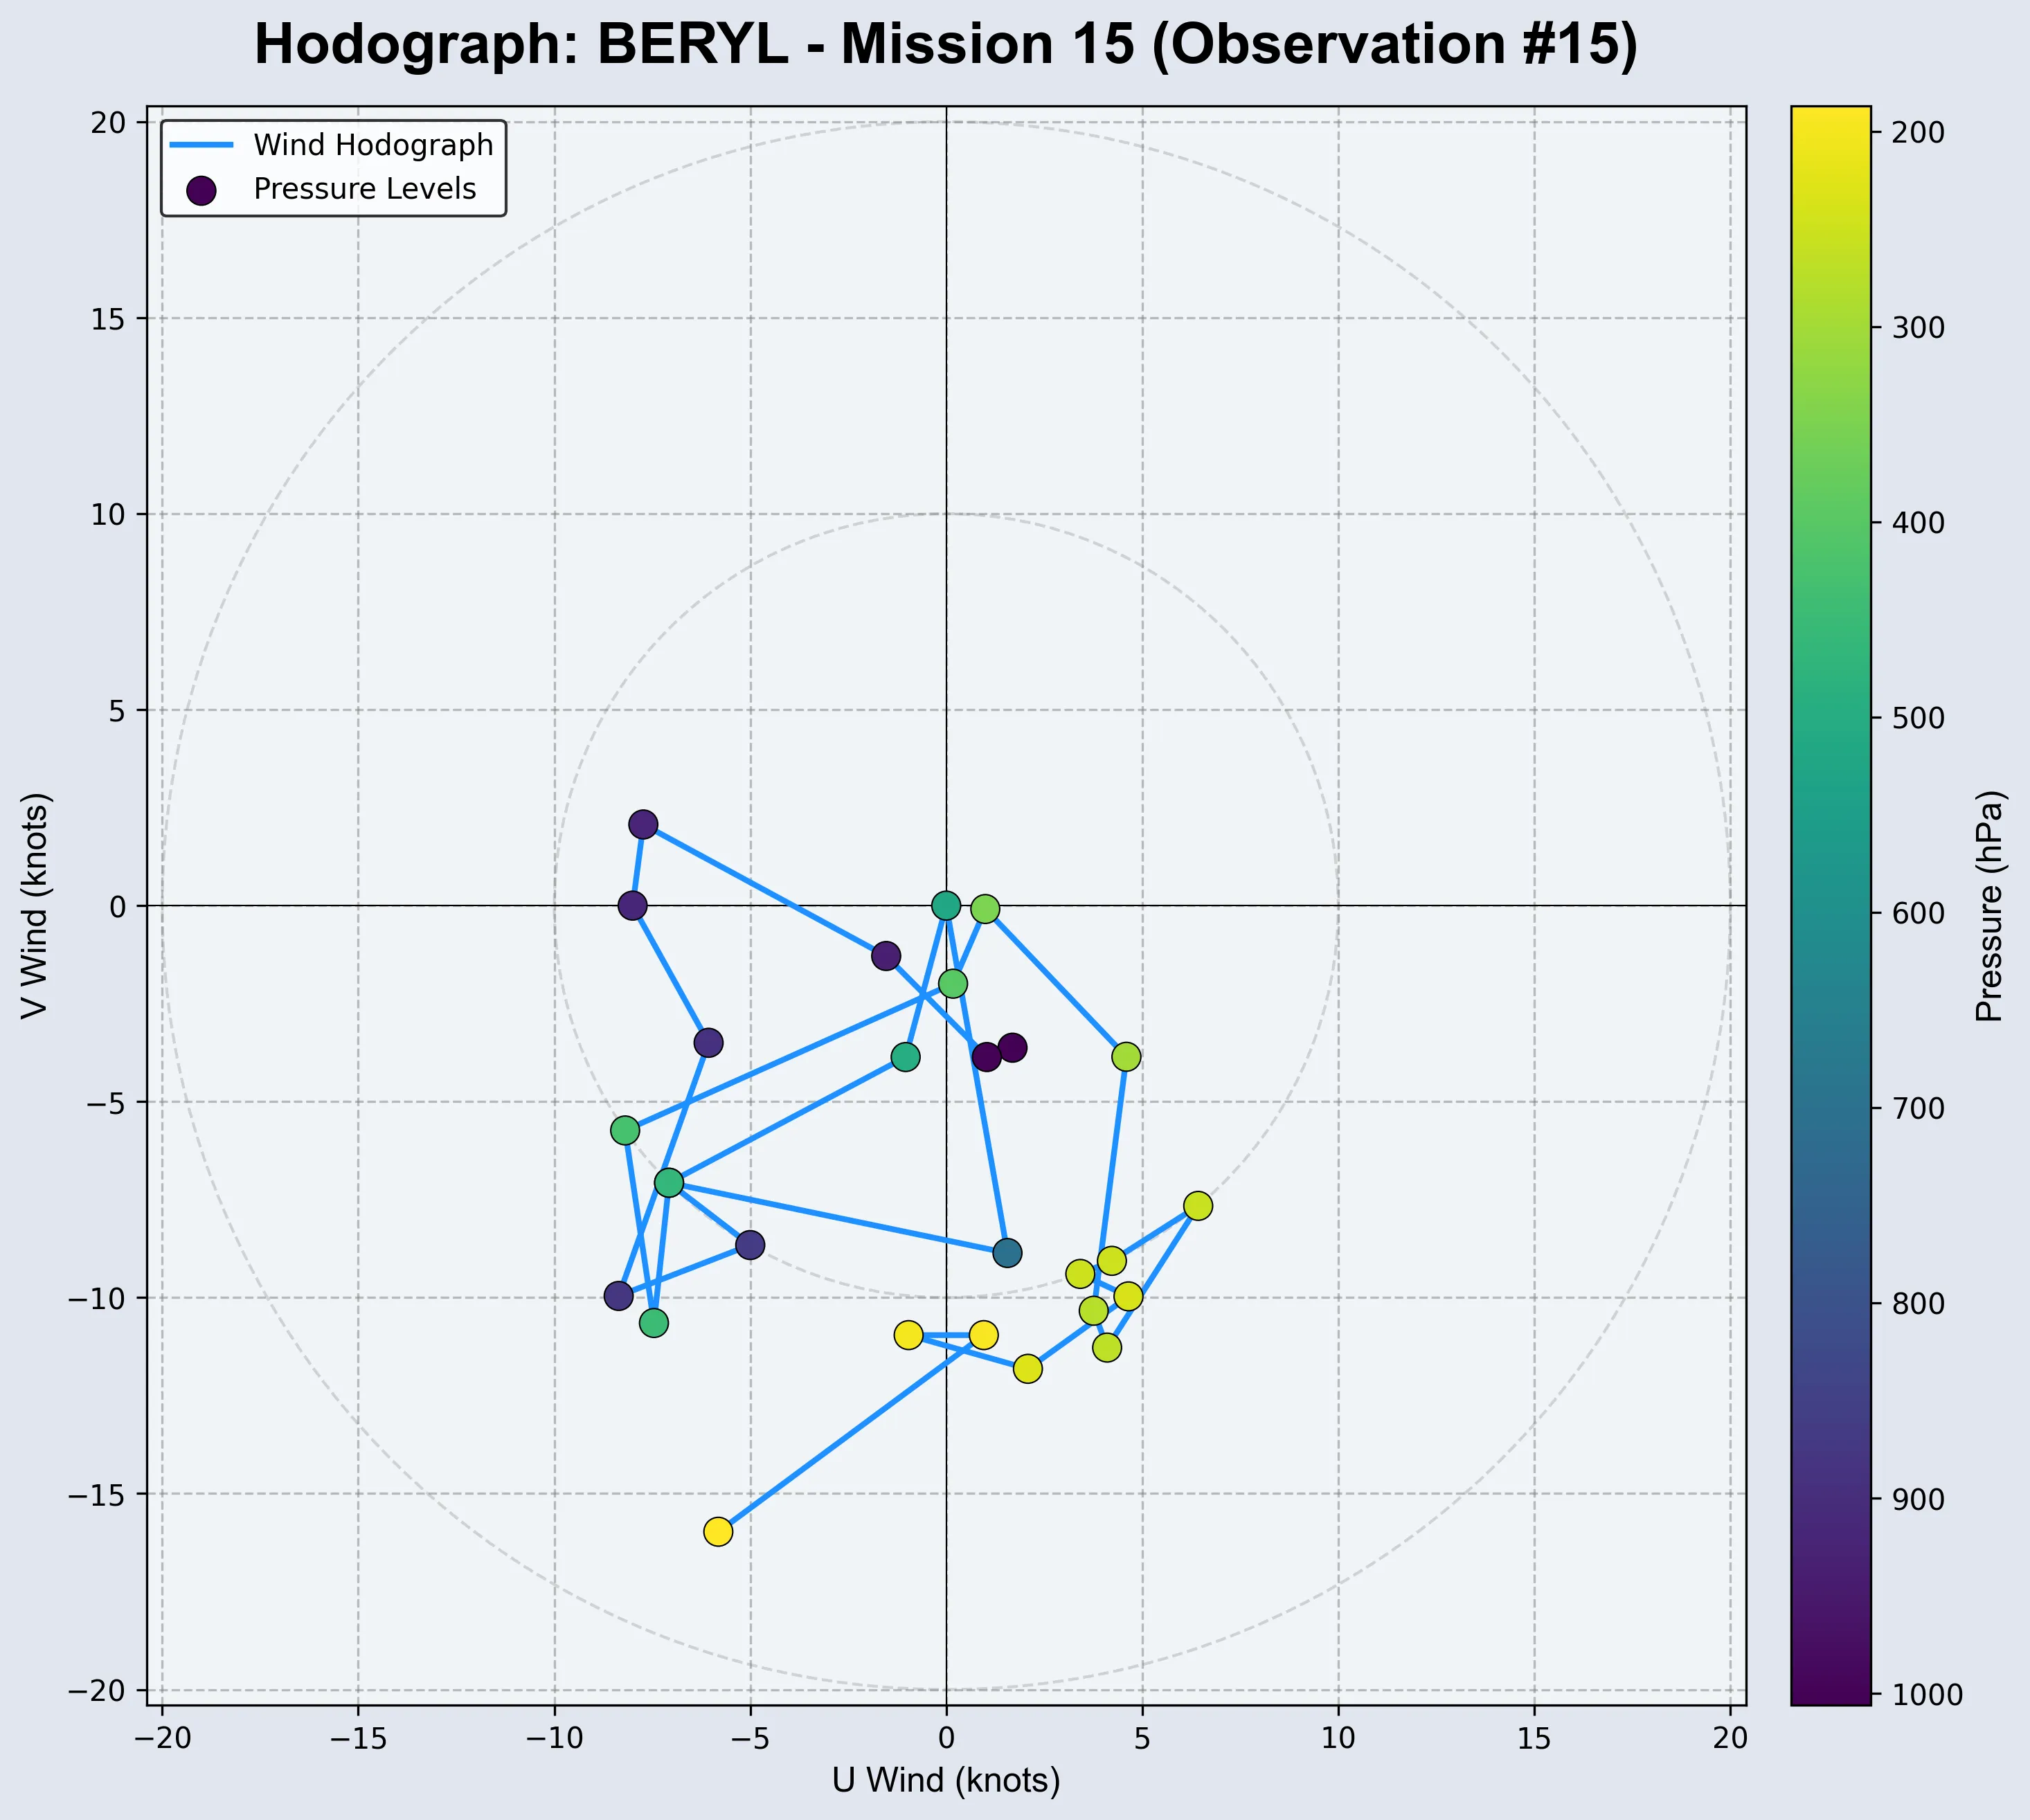 Hodograph: BERYL - Mission 15 (Observation #15)
Wind Hodograph
Pressure Levels
20
15
10
5
0
−5
−10
−15
−20
V Wind (knots)
−20 −15 −10 −5 0 5 10 15 20
U Wind (knots)
200
300
400
500
600
700
800
900
1000
Pressure (hPa)